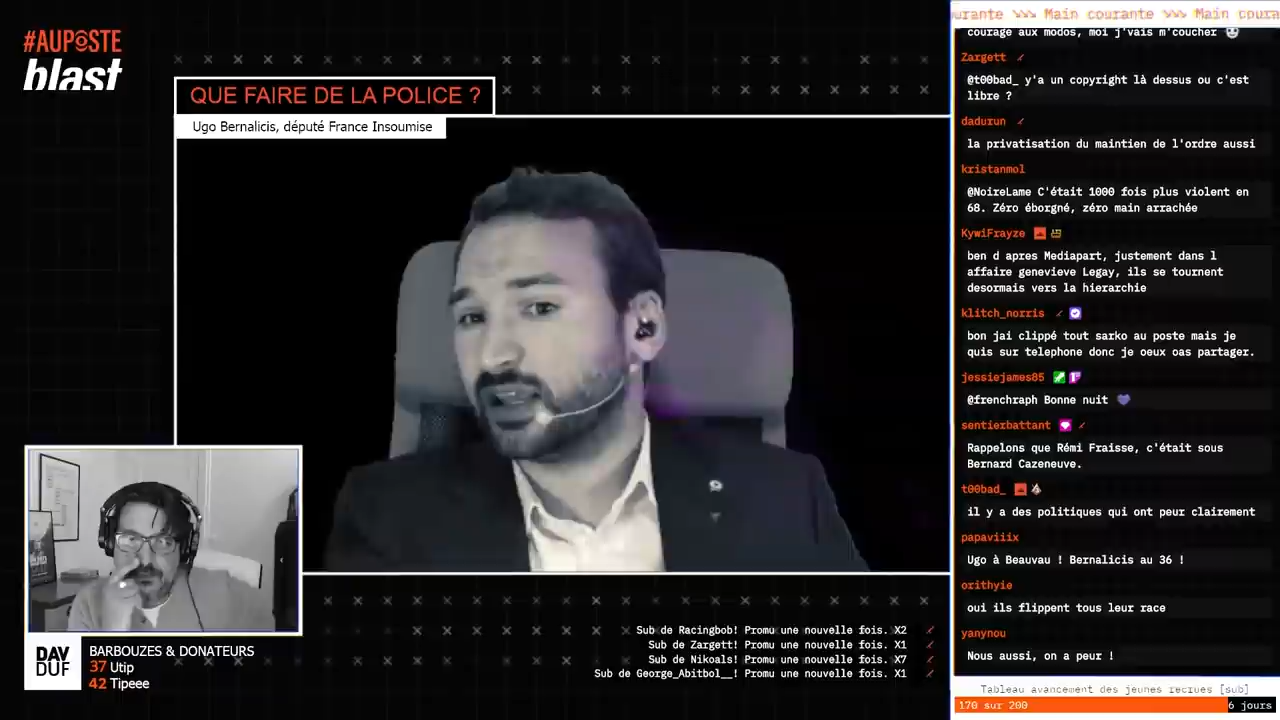 #AUPOSTE
blast
QUE FAIRE DE LA POLICE ?
Ugo Bernalicis, député France Insoumise
DAV
DUF
BARBOUZES & DONATEURS
37 Utip
42 Tipeee
Sub de Racingbob! Promu une nouvelle fois. X2
Sub de Zargett! Promu une nouvelle fois. X1
Sub de Nikoals! Promu une nouvelle fois. X7
Sub de George_Abitbol__! Promu une nouvelle fois. X1
urante >>> Main courante >>> Main coura
courage aux modos, moi j'vais m'coucher
Zargett
@t00bad_ y'a un copyright là dessus ou c'est
libre ?
dadurun
la privatisation du maintien de l'ordre aussi
kristanmol
@NoireLame C'était 1000 fois plus violent en
68. Zéro éborgné, zéro main arrachée
KywiFrayze
ben d apres Mediapart, justement dans l
affaire genevieve Legay, ils se tournent
desormais vers la hierarchie
klitch_norris
bon jai clippé tout sarko au poste mais je
quis sur telephone donc je oeux oas partager.
jessiejames85
@frenchraph Bonne nuit
sentierbattant
Rappelons que Rémi Fraisse, c'était sous
Bernard Cazeneuve.
t00bad_
il y a des politiques qui ont peur clairement
papaviiix
Ugo à Beauvau ! Bernalicis au 36 !
orithyie
oui ils flippent tous leur race
yanynou
Nous aussi, on a peur !
Tableau avancement des jeunes recrues [sub]
170 sur 200
6 jours